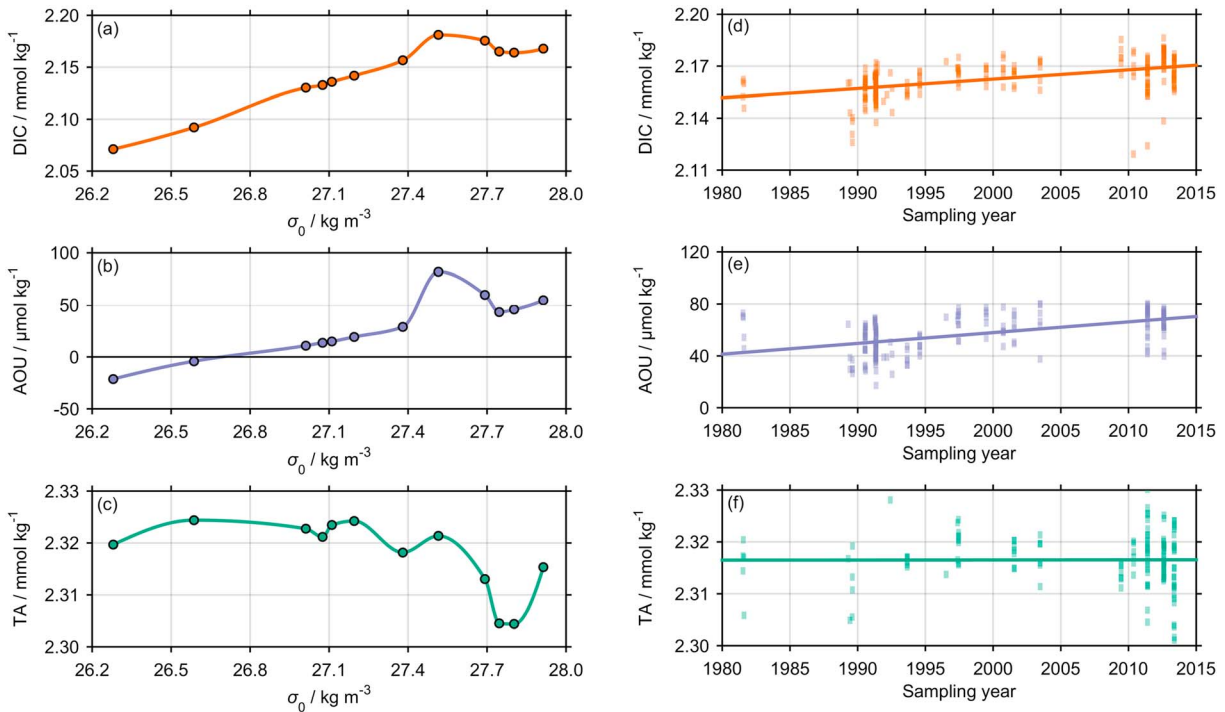 (a)
DIC / mmol kg⁻¹
2.20
2.15
2.10
2.05
26.2 26.5 26.8 27.1 27.4 27.7 28.0
σ₀ / kg m⁻³
(d)
DIC / mmol kg⁻¹
2.20
2.17
2.14
2.11
1980 1985 1990 1995 2000 2005 2010 2015
Sampling year
(b)
AOU / μmol kg⁻¹
100
50
0
-50
26.2 26.5 26.8 27.1 27.4 27.7 28.0
σ₀ / kg m⁻³
(e)
AOU / μmol kg⁻¹
120
80
40
0
1980 1985 1990 1995 2000 2005 2010 2015
Sampling year
(c)
TA / mmol kg⁻¹
2.33
2.32
2.31
2.30
26.2 26.5 26.8 27.1 27.4 27.7 28.0
σ₀ / kg m⁻³
(f)
TA / mmol kg⁻¹
2.33
2.32
2.31
2.30
1980 1985 1990 1995 2000 2005 2010 2015
Sampling year